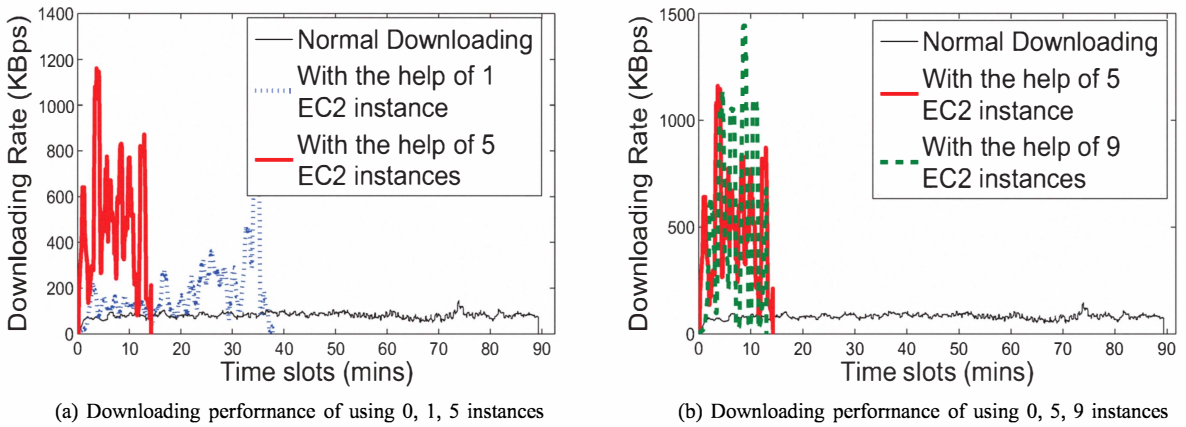 1400
1200
1000
800
600
400
200
0
Downloading Rate (KBps)
Normal Downloading
With the help of 1
EC2 instance
With the help of 5
EC2 instances
0 10 20 30 40 50 60 70 80 90
Time slots (mins)
(a) Downloading performance of using 0, 1, 5 instances
1500
1000
500
0
Downloading Rate (KBps)
Normal Downloading
With the help of 5
EC2 instance
With the help of 9
EC2 instances
0 10 20 30 40 50 60 70 80 90
Time slots (mins)
(b) Downloading performance of using 0, 5, 9 instances